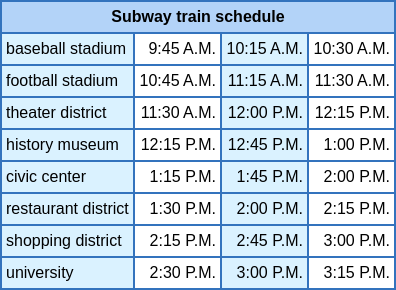 Subway train schedule
baseball stadium 9:45 A.M. 10:15 A.M. 10:30 A.M.
football stadium 10:45 A.M. 11:15 A.M. 11:30 A.M.
theater district 11:30 A.M. 12:00 P.M. 12:15 P.M.
history museum 12:15 P.M. 12:45 P.M. 1:00 P.M.
civic center 1:15 P.M. 1:45 P.M. 2:00 P.M.
restaurant district 1:30 P.M. 2:00 P.M. 2:15 P.M.
shopping district 2:15 P.M. 2:45 P.M. 3:00 P.M.
university 2:30 P.M. 3:00 P.M. 3:15 P.M.